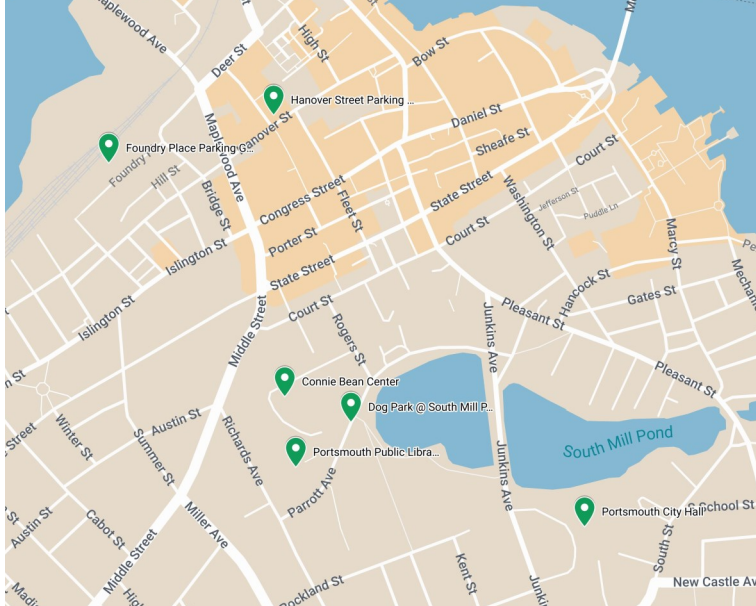 Maplewood Ave
Deer St
High St
Bow St
Hanover Street Parking ...
Hanover St
Foundry Place Parking G...
Hill St
Maplewood Ave
Bridge St
Daniel St
Sheafe St
Court St
Congress Street
State Street
Fleet St
Porter St
Islington St
State Street
Court St
Washington St
Jefferson St
Puddle Ln
Marcy St
Hancock St
Gates St
Court St
Middle Street
Rogers St
Junkins Ave
Pleasant St
Pleasant St
Islington St
Connie Bean Center
Dog Park @ South Mill P...
Austin St
Winter St
Summer St
Richards Ave
Portsmouth Public Libra...
Parrott Ave
Junkins Ave
South Mill Pond
Portsmouth City Hall
School St
South St
Miller Ave
Cabot St
Austin St
Middle Street
Rockland St
Kent St
New Castle Av